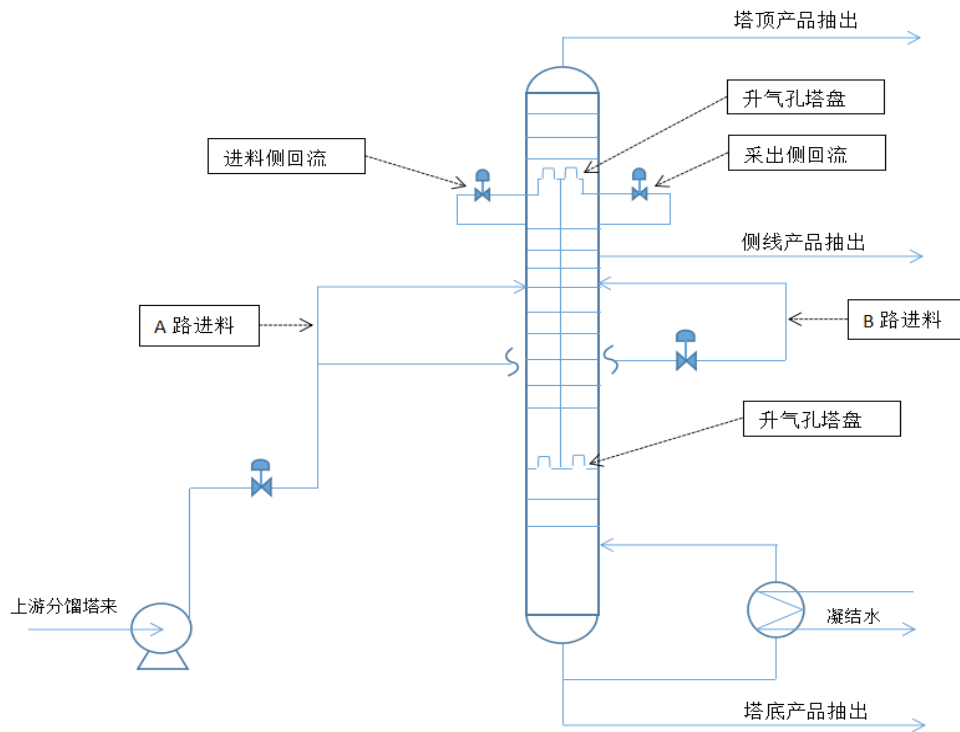 塔顶产品抽出
升气孔塔盘
进料侧回流
采出侧回流
侧线产品抽出
A 路进料
B 路进料
升气孔塔盘
上游分馏塔来
凝结水
塔底产品抽出